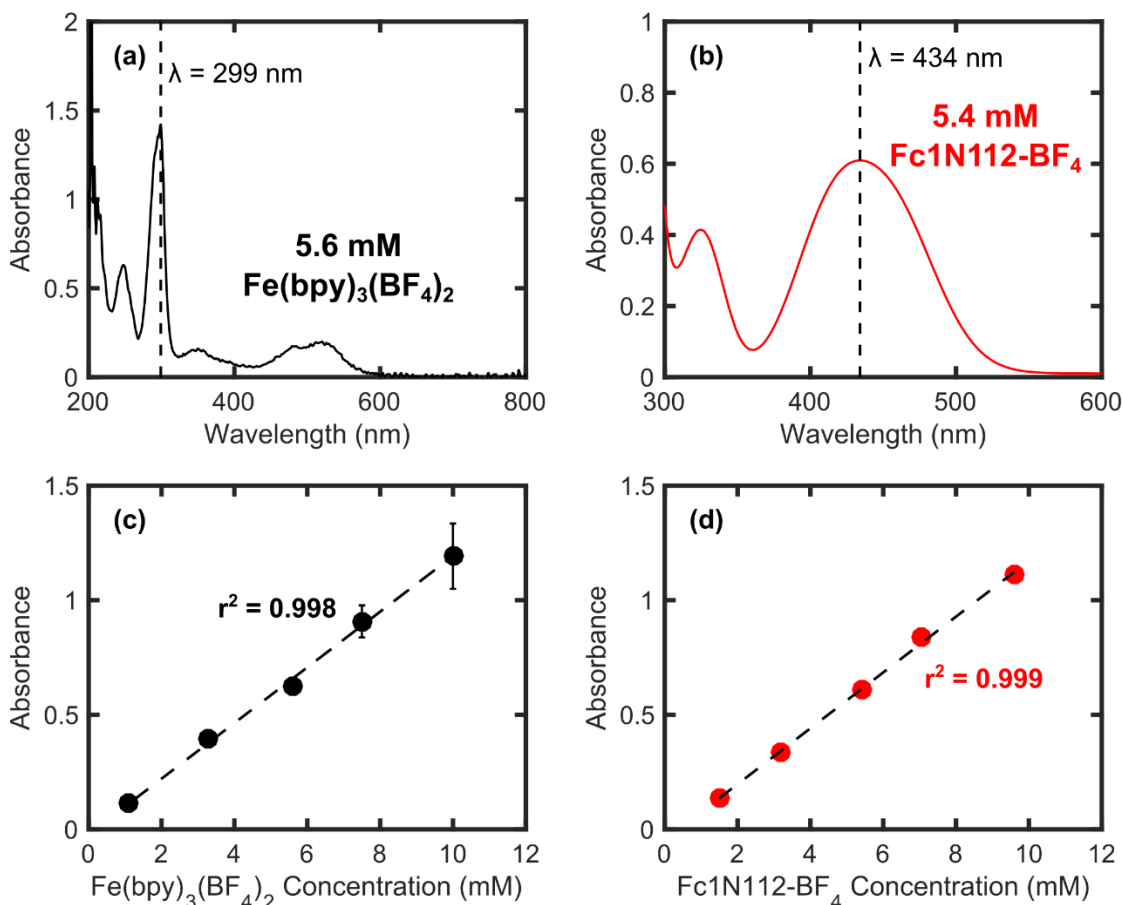 (a)
λ = 299 nm
5.6 mM
Fe(bpy)₃(BF₄)₂
Absorbance
2
1.5
1
0.5
0
200
400
600
800
Wavelength (nm)
(b)
λ = 434 nm
5.4 mM
Fc1N112-BF₄
Absorbance
1
0.8
0.6
0.4
0.2
0
300
400
500
600
Wavelength (nm)
(c)
r² = 0.998
Absorbance
1.5
1
0.5
0
0
2
4
6
8
10
12
Fe(bpy)₃(BF₄)₂ Concentration (mM)
(d)
r² = 0.999
Absorbance
1.5
1
0.5
0
0
2
4
6
8
10
12
Fc1N112-BF₄ Concentration (mM)